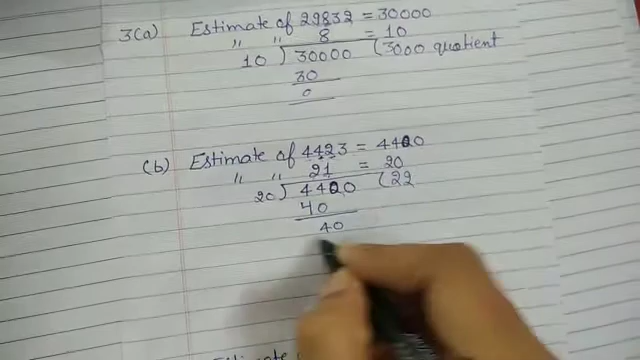 3(a) Estimate of 29832 = 30000
" " 8 = 10
10 ) 30000 ( 3000 quotient
30
0
(b) Estimate of 4423 = 4420
" " 21 = 20
20 ) 4420 ( 22
40
40
Estimate